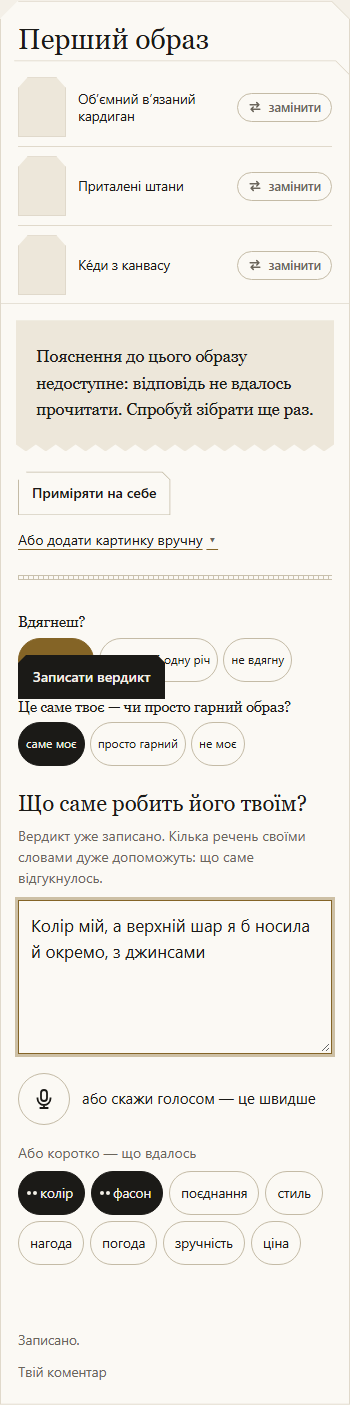 Перший образ
Об'ємний в'язаний
кардиган
замінити
Приталені штани
замінити
Ке́ди з канвасу
замінити
Пояснення до цього образу
недоступне: відповідь не вдалось
прочитати. Спробуй зібрати ще раз.
Приміряти на себе
Або додати картинку вручну
Вдягнеш?
одну річ
не вдягну
Записати вердикт
Це саме твоє — чи просто гарний образ?
саме моє
просто гарний
не моє
Що саме робить його твоїм?
Вердикт уже записано. Кілька речень своїми
словами дуже допоможуть: що саме
відгукнулось.
Колір мій, а верхній шар я б носила
й окремо, з джинсами
або скажи голосом — це швидше
Або коротко — що вдалось
колір
фасон
поєднання
стиль
нагода
погода
зручність
ціна
Записано.
Твій коментар